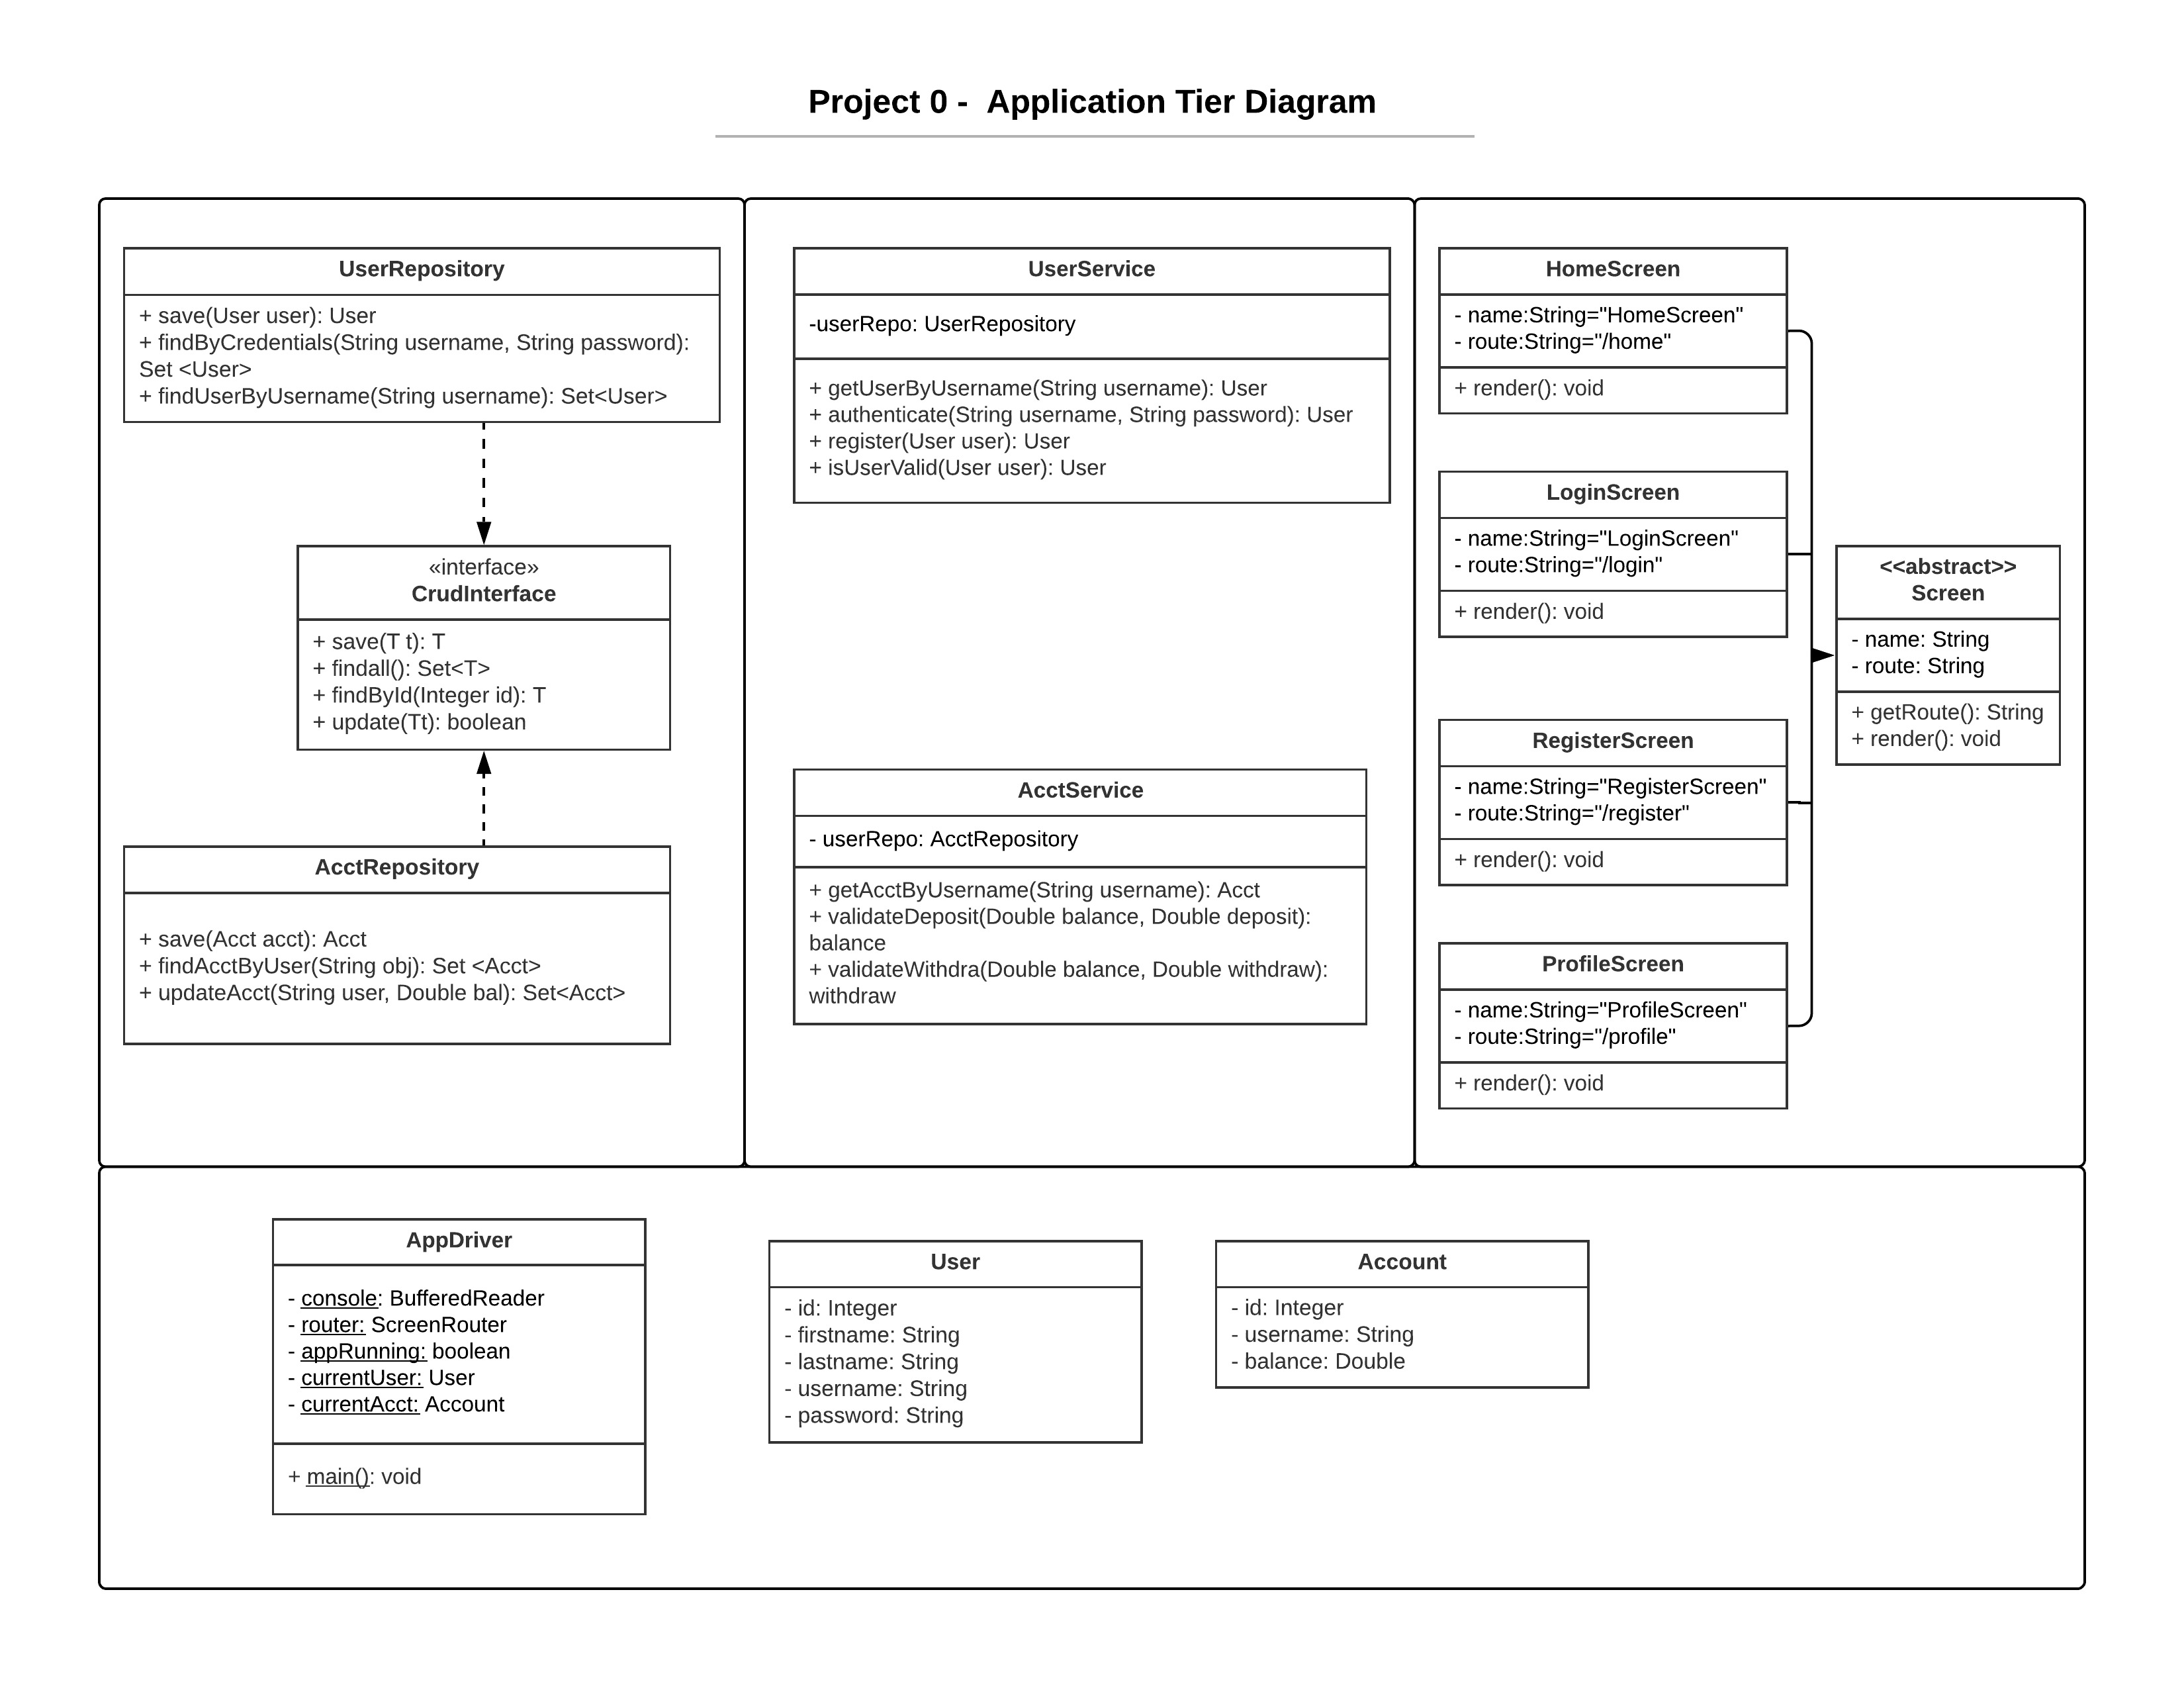 Project 0 -  Application Tier Diagram
UserRepository
+ save(User user): User
+ findByCredentials(String username, String password):
Set <User>
+ findUserByUsername(String username): Set<User>
«interface»
CrudInterface
+ save(T t): T
+ findall(): Set<T>
+ findById(Integer id): T
+ update(Tt): boolean
AcctRepository
+ save(Acct acct): Acct
+ findAcctByUser(String obj): Set <Acct>
+ updateAcct(String user, Double bal): Set<Acct>
UserService
-userRepo: UserRepository
+ getUserByUsername(String username): User
+ authenticate(String username, String password): User
+ register(User user): User
+ isUserValid(User user): User
AcctService
- userRepo: AcctRepository
+ getAcctByUsername(String username): Acct
+ validateDeposit(Double balance, Double deposit):
balance
+ validateWithdra(Double balance, Double withdraw):
withdraw
HomeScreen
- name:String="HomeScreen"
- route:String="/home"
+ render(): void
LoginScreen
- name:String="LoginScreen"
- route:String="/login"
+ render(): void
RegisterScreen
- name:String="RegisterScreen"
- route:String="/register"
+ render(): void
ProfileScreen
- name:String="ProfileScreen"
- route:String="/profile"
+ render(): void
<<abstract>>
Screen
- name: String
- route: String
+ getRoute(): String
+ render(): void
AppDriver
- console: BufferedReader
- router: ScreenRouter
- appRunning: boolean
- currentUser: User
- currentAcct: Account
+ main(): void
User
- id: Integer
- firstname: String
- lastname: String
- username: String
- password: String
Account
- id: Integer
- username: String
- balance: Double